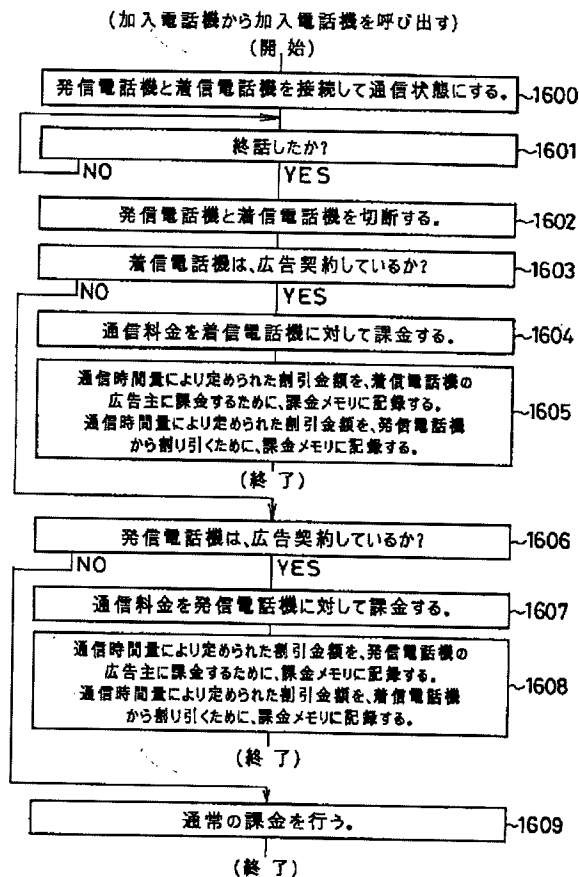 (加入電話機から加入電話機を呼び出す)
(開始)
発信電話機と着信電話機を接続して通信状態にする。 1600
終話したか? 1601
NO YES
発信電話機と着信電話機を切断する。 1602
着信電話機は、広告契約しているか? 1603
NO YES
通信料金を着信電話機に対して課金する。 1604
通信時間量により定められた割引金額を、着信電話機の
広告主に課金するために、課金メモリに記録する。
通信時間量により定められた割引金額を、発信電話機 1605
から割り引くために、課金メモリに記録する。
(終了)
発信電話機は、広告契約しているか? 1606
NO YES
通信料金を発信電話機に対して課金する。 1607
通信時間量により定められた割引金額を、発信電話機の
広告主に課金するために、課金メモリに記録する。
通信時間量により定められた割引金額を、着信電話機 1608
から割り引くために、課金メモリに記録する。
(終了)
通常の課金を行う。 1609
(終了)